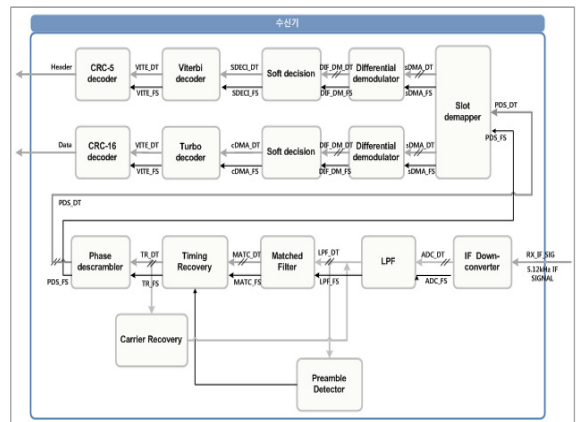 수신기
Header
CRC-5
decoder
VITE_DT
VITE_FS
Viterbi
decoder
SDECI_DT
SDECI_FS
Soft decision
DIF_DM_DT
DIF_DM_FS
Differential
demodulator
sDMA_DT
sDMA_FS
Slot
demapper
PDS_DT
PDS_FS
Data
CRC-16
decoder
VITE_DT
VITE_FS
Turbo
decoder
cDMA_DT
cDMA_FS
Soft decision
DIF_DM_DT
DIF_DM_FS
Differential
demodulator
sDMA_DT
sDMA_FS
PDS_DT
PDS_FS
Phase
descrambler
TR_DT
TR_FS
Timing
Recovery
MATC_DT
MATC_FS
Matched
Filter
LPF_DT
LPF_FS
LPF
ADC_DT
ADC_FS
IF Down-
converter
RX_IF_SIG
5.12kHz IF
SIGNAL
Carrier Recovery
Preamble
Detector